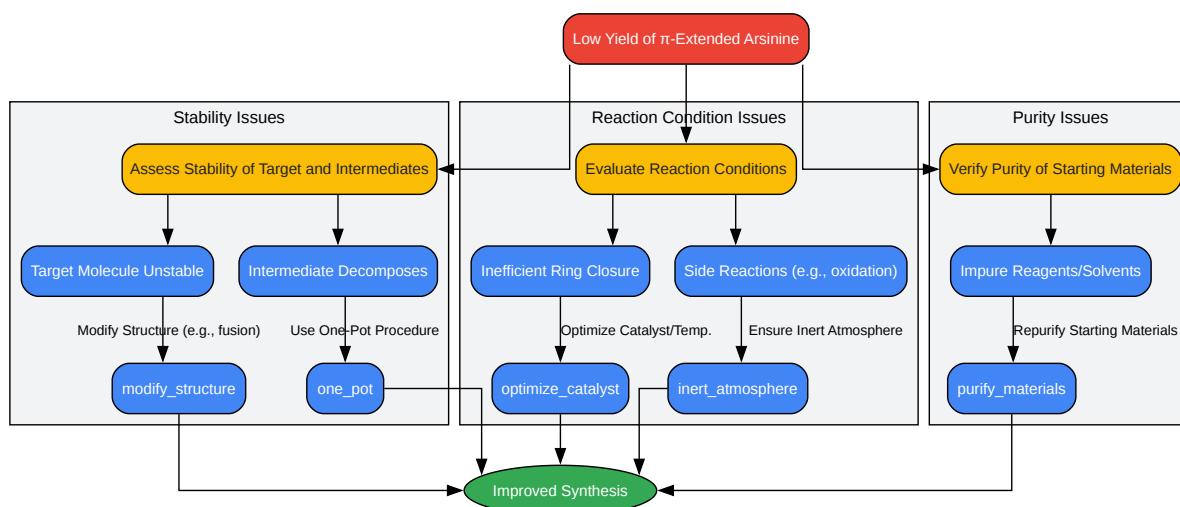 Low Yield of π-Extended Arsinine
Stability Issues
Reaction Condition Issues
Purity Issues
Assess Stability of Target and Intermediates
Evaluate Reaction Conditions
Verify Purity of Starting Materials
Target Molecule Unstable
Intermediate Decomposes
Inefficient Ring Closure
Side Reactions (e.g., oxidation)
Impure Reagents/Solvents
Modify Structure (e.g., fusion)
Use One-Pot Procedure
Optimize Catalyst/Temp.
Ensure Inert Atmosphere
Repurify Starting Materials
modify_structure
one_pot
optimize_catalyst
inert_atmosphere
purify_materials
Improved Synthesis